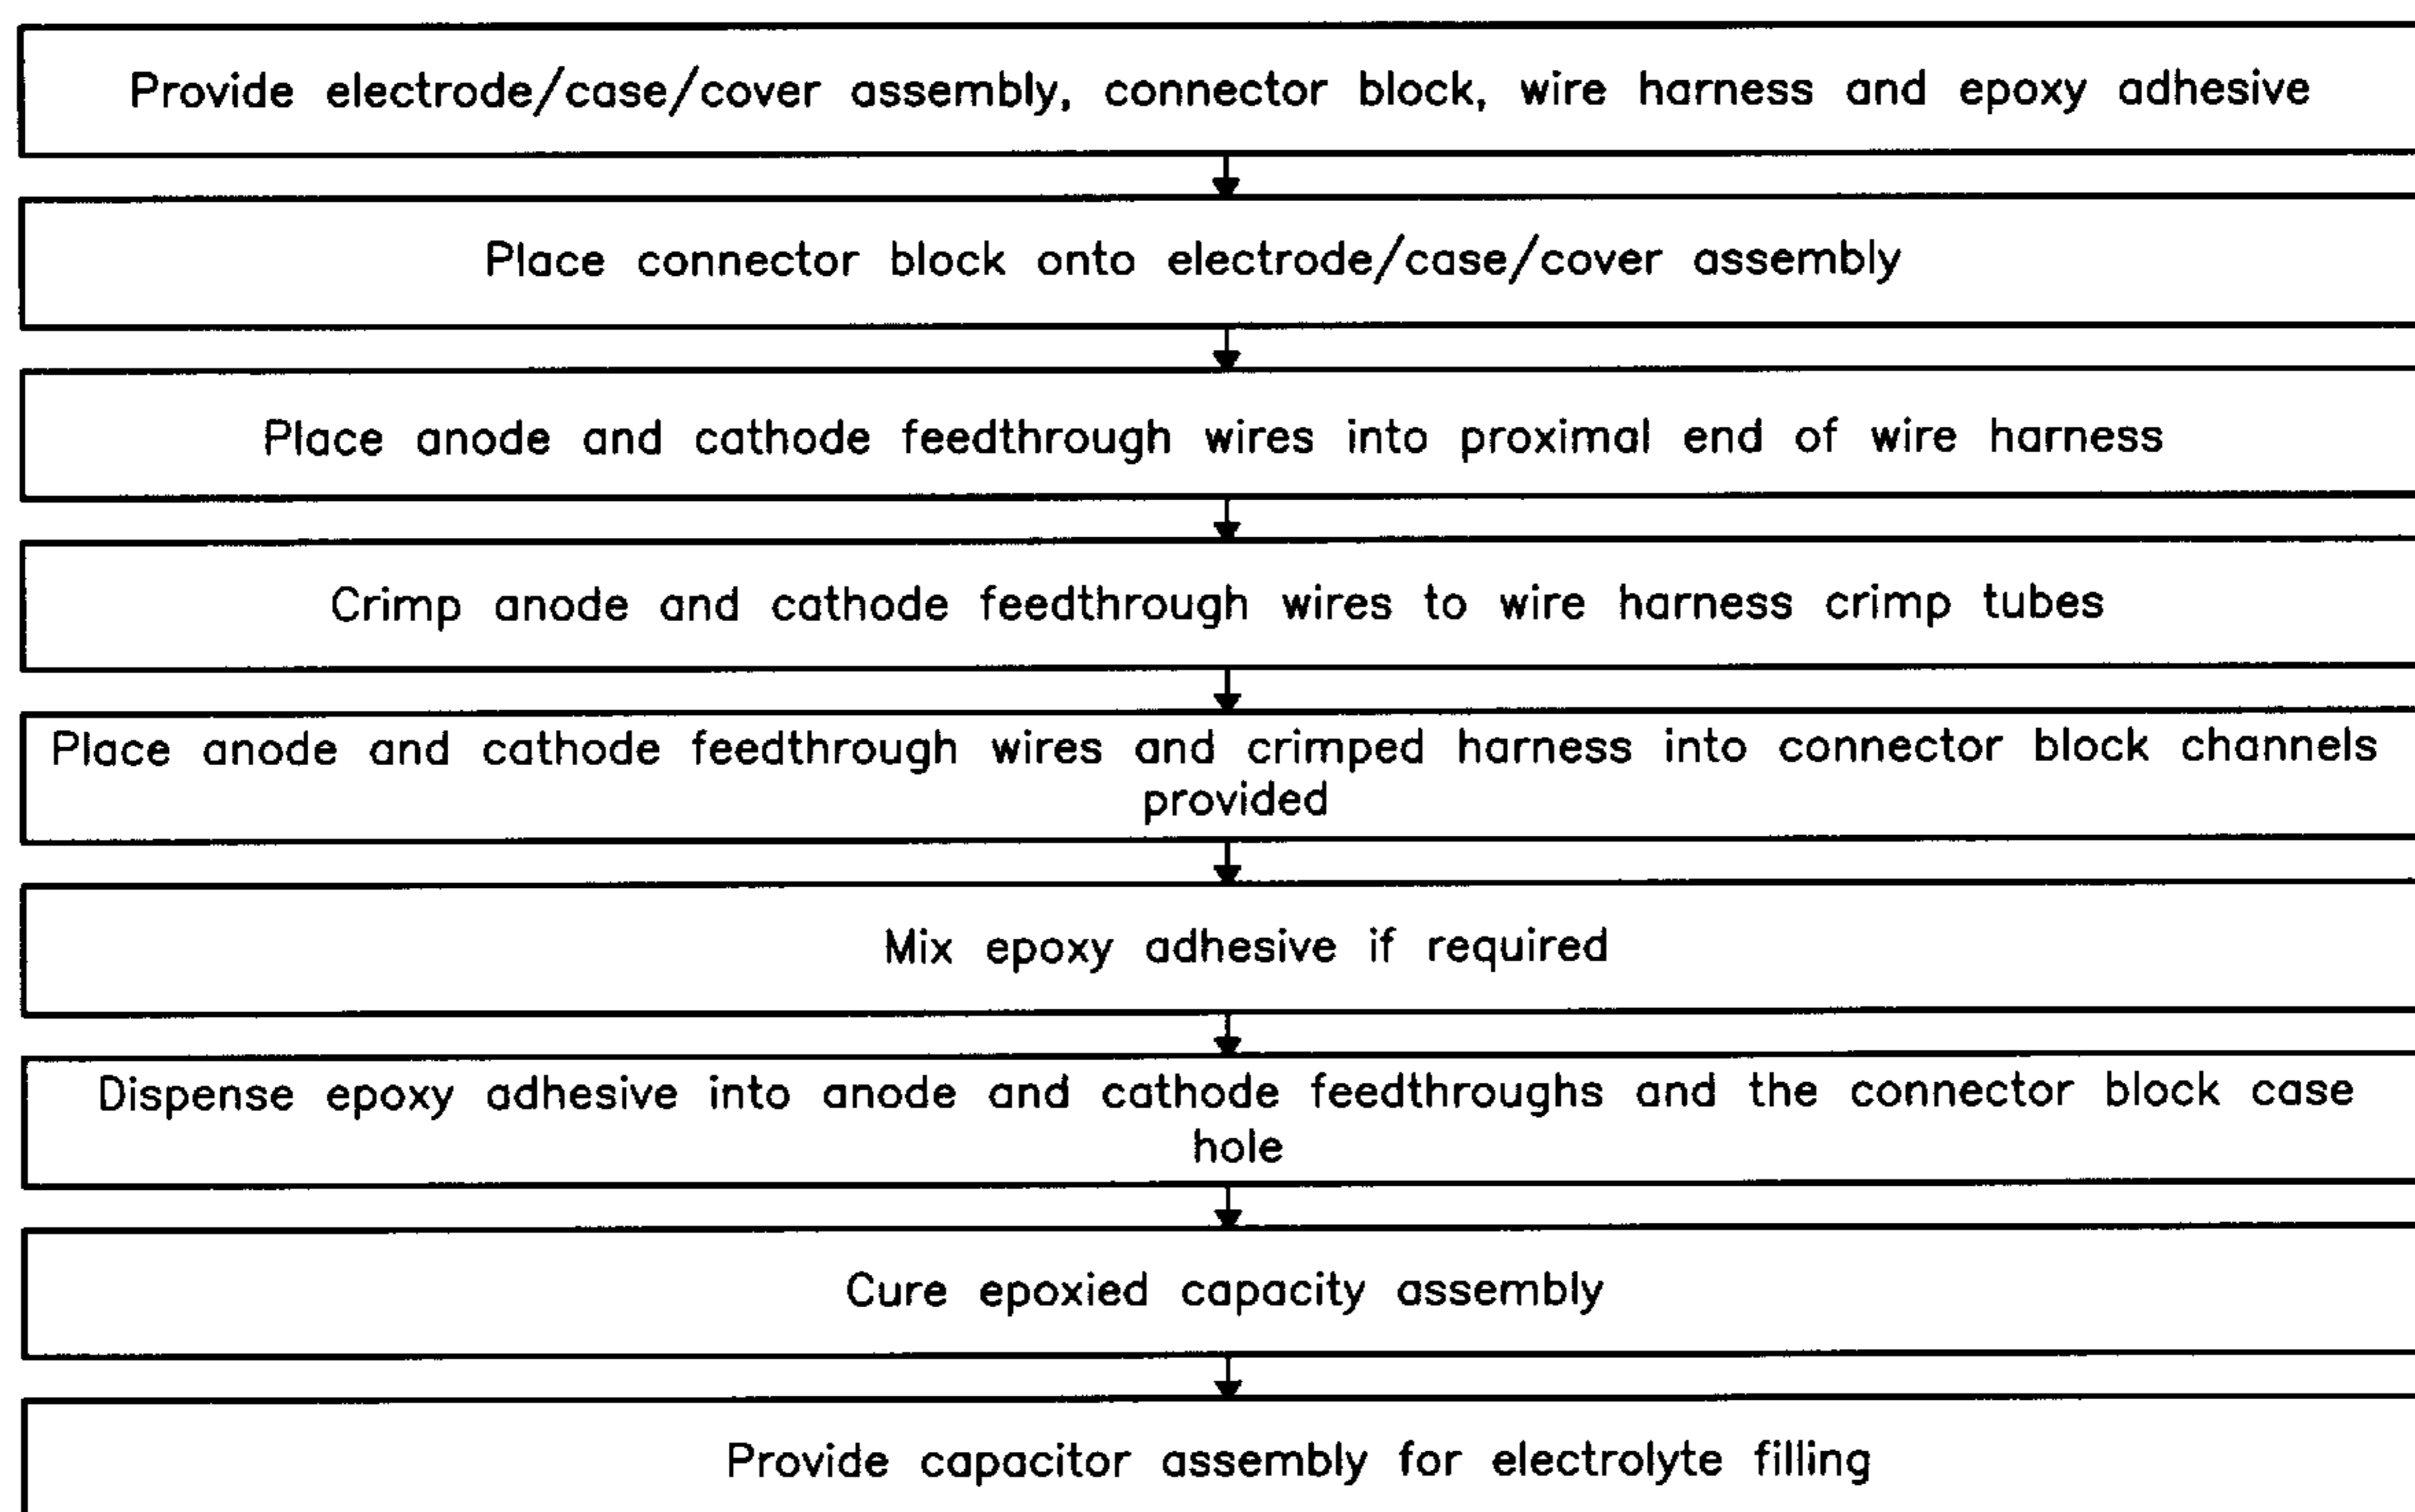 Provide electrode/case/cover assembly, connector block, wire harness and epoxy adhesive
Place connector block onto electrode/case/cover assembly
Place anode and cathode feedthrough wires into proximal end of wire harness
Crimp anode and cathode feedthrough wires to wire harness crimp tubes
Place anode and cathode feedthrough wires and crimped harness into connector block channels
provided
Mix epoxy adhesive if required
Dispense epoxy adhesive into anode and cathode feedthroughs and the connector block case
hole
Cure epoxied capacity assembly
Provide capacitor assembly for electrolyte filling